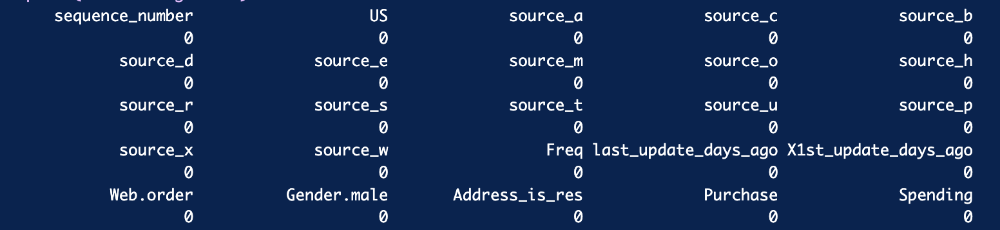 sequence_number US source_a source_c source_b
0 0 0 0 0
source_d source_e source_m source_o source_h
0 0 0 0 0
source_r source_s source_t source_u source_p
0 0 0 0 0
source_x source_w Freq last_update_days_ago X1st_update_days_ago
0 0 0 0 0
Web.order Gender.male Address_is_res Purchase Spending
0 0 0 0 0